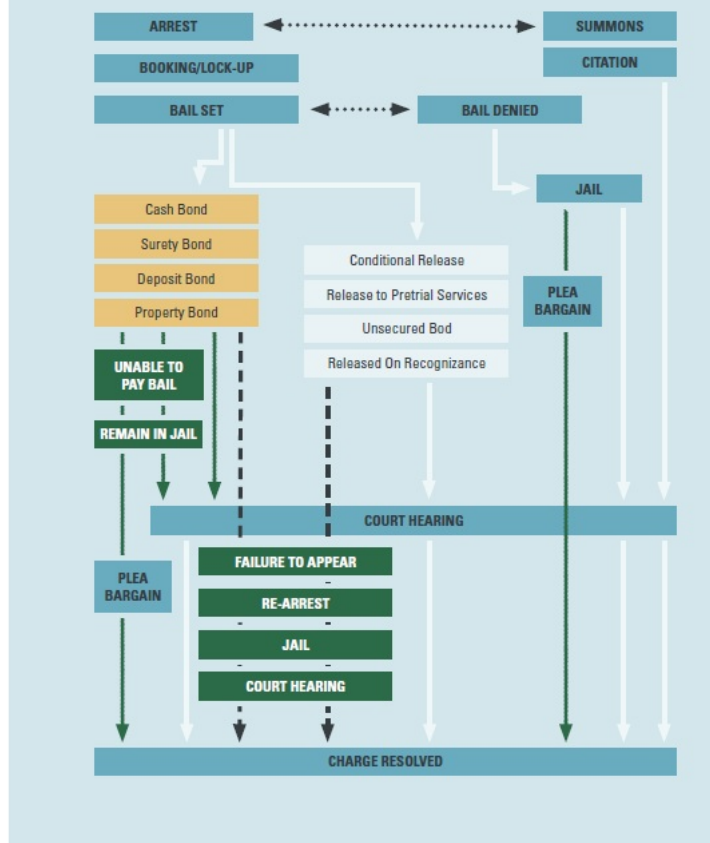 ARREST
SUMMONS
BOOKING/LOCK-UP
CITATION
BAIL SET
BAIL DENIED
JAIL
Cash Bond
Surety Bond
Deposit Bond
Property Bond
Conditional Release
Release to Pretrial Services
Unsecured Bod
Released On Recognizance
PLEA
BARGAIN
UNABLE TO
PAY BAIL
REMAIN IN JAIL
COURT HEARING
PLEA
BARGAIN
FAILURE TO APPEAR
RE-ARREST
JAIL
COURT HEARING
CHARGE RESOLVED